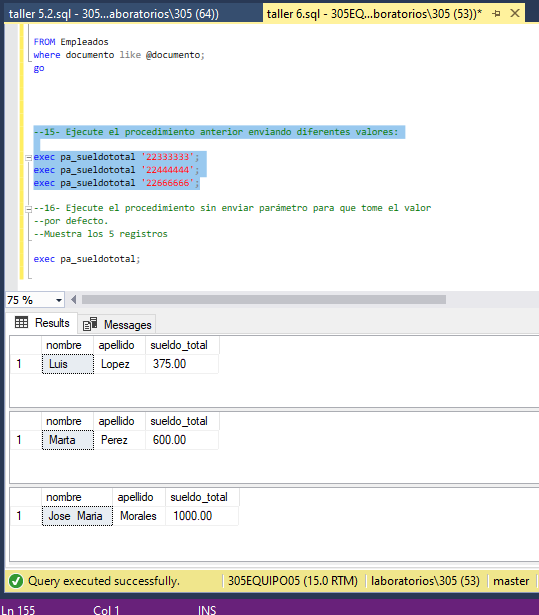 taller 5.2.sql - 305...aboratorios\305 (64))
taller 6.sql - 305EQ...boratorios\305 (53))*
FROM Empleados
where documento like @documento;
go
--15- Ejecute el procedimiento anterior enviando diferentes valores:
exec pa_sueldototal '22333333';
exec pa_sueldototal '22444444';
exec pa_sueldototal '22666666';
--16- Ejecute el procedimiento sin enviar parámetro para que tome el valor
--por defecto.
--Muestra los 5 registros
exec pa_sueldototal;
75 %
Results Messages
nombre apellido sueldo_total
1 Luis Lopez 375.00
nombre apellido sueldo_total
1 Marta Perez 600.00
nombre apellido sueldo_total
1 Jose Maria Morales 1000.00
Query executed successfully. 305EQUIPO05 (15.0 RTM) laboratorios\305 (53) master
Ln 155 Col 1 INS